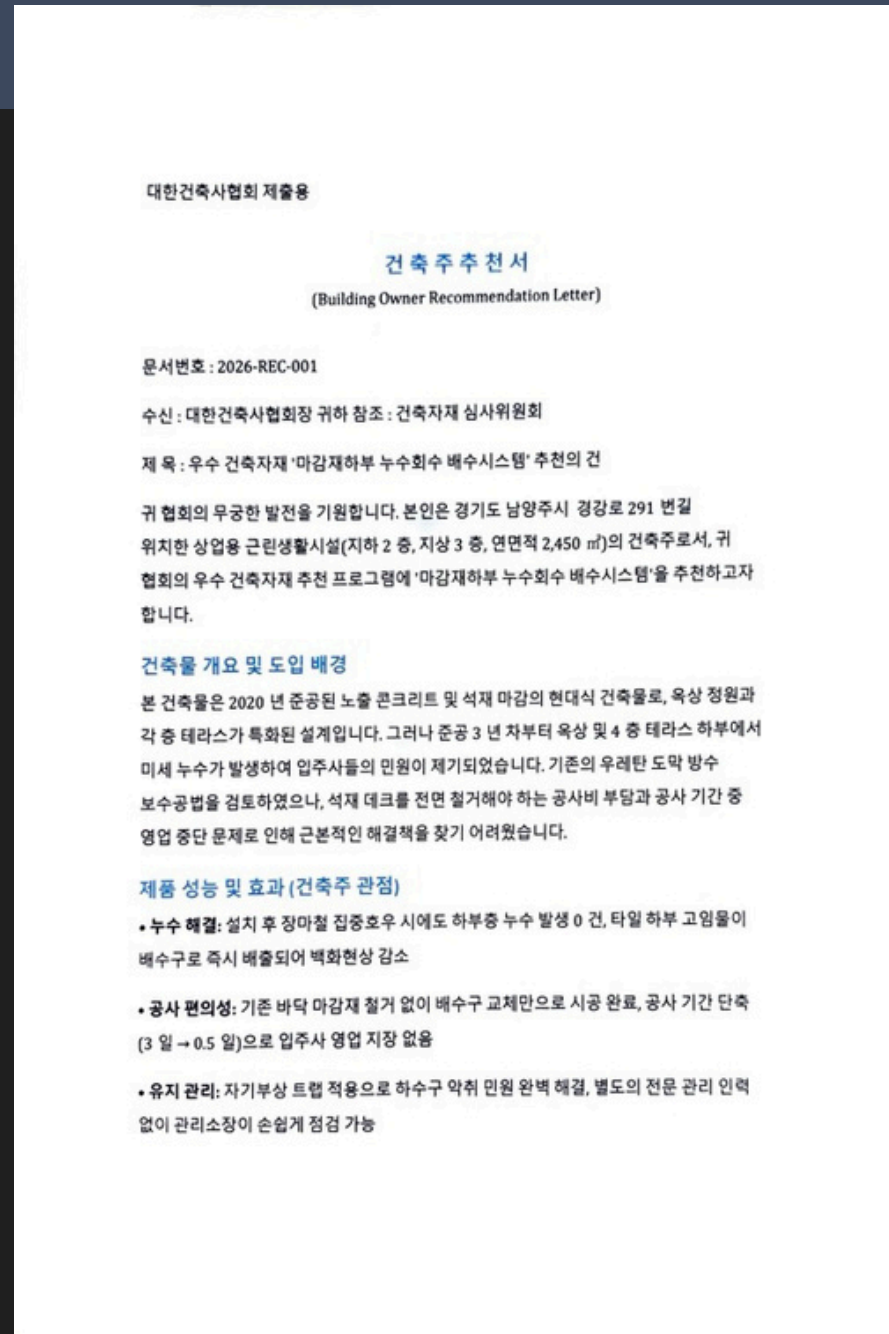 대한건축사협회 제출용
건 축 주 추 천 서
(Building Owner Recommendation Letter)
문서번호 : 2026-REC-001
수신 : 대한건축사협회장 귀하 참조 : 건축자재 심사위원회
제 목 : 우수 건축자재 '마감재하부 누수회수 배수시스템' 추천의 건
귀 협회의 무궁한 발전을 기원합니다. 본인은 경기도 남양주시 경강로 291 번길
위치한 상업용 근린생활시설(지하 2 층, 지상 3 층, 연면적 2,450 ㎡)의 건축주로서, 귀
협회의 우수 건축자재 추천 프로그램에 '마감재하부 누수회수 배수시스템'을 추천하고자
합니다.
건축물 개요 및 도입 배경
본 건축물은 2020 년 준공된 노출 콘크리트 및 석재 마감의 현대식 건축물로, 옥상 정원과
각 층 테라스가 특화된 설계입니다. 그러나 준공 3 년 차부터 옥상 및 4 층 테라스 하부에서
미세 누수가 발생하여 입주사들의 민원이 제기되었습니다. 기존의 우레탄 도막 방수
보수공법을 검토하였으나, 석재 데크를 전면 철거해야 하는 공사비 부담과 공사 기간 중
영업 중단 문제로 인해 근본적인 해결책을 찾기 어려웠습니다.
제품 성능 및 효과 (건축주 관점)
• 누수 해결: 설치 후 장마철 집중호우 시에도 하부층 누수 발생 0 건, 타일 하부 고임물이
배수구로 즉시 배출되어 백화현상 감소
• 공사 편의성: 기존 바닥 마감재 철거 없이 배수구 교체만으로 시공 완료, 공사 기간 단축
(3 일 → 0.5 일)으로 입주사 영업 지장 없음
• 유지 관리: 자기부상 트랩 적용으로 하수구 악취 민원 완벽 해결, 별도의 전문 관리 인력
없이 관리소장이 손쉽게 점검 가능